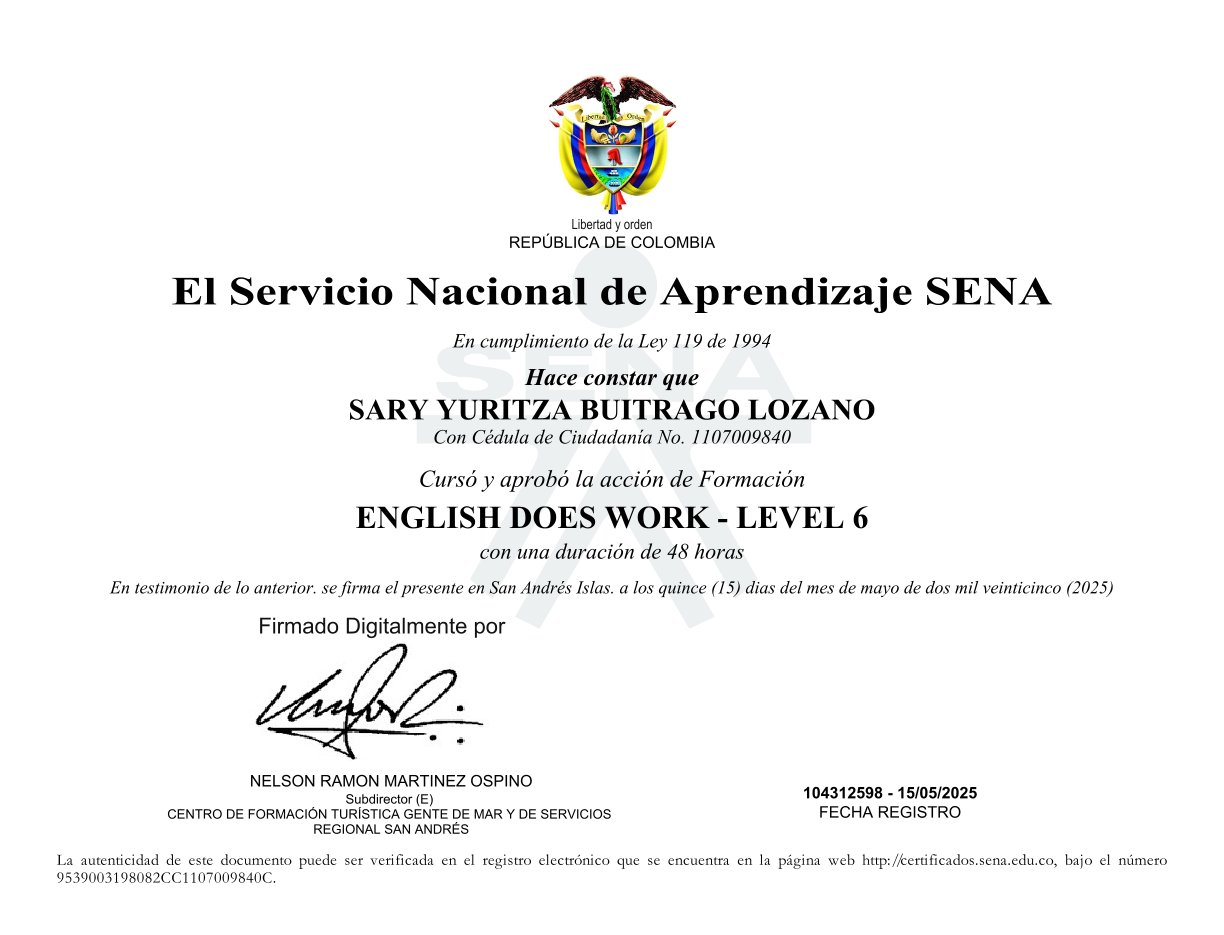 Libertad y Orden
Libertad y orden
REPÚBLICA DE COLOMBIA
El Servicio Nacional de Aprendizaje SENA
En cumplimiento de la Ley 119 de 1994
SENA
Hace constar que
SARY YURITZA BUITRAGO LOZANO
Con Cédula de Ciudadanía No. 1107009840
Cursó y aprobó la acción de Formación
ENGLISH DOES WORK - LEVEL 6
con una duración de 48 horas
En testimonio de lo anterior. se firma el presente en San Andrés Islas. a los quince (15) dias del mes de mayo de dos mil veinticinco (2025)
Firmado Digitalmente por
NELSON RAMON MARTINEZ OSPINO
Subdirector (E)
CENTRO DE FORMACIÓN TURÍSTICA GENTE DE MAR Y DE SERVICIOS
REGIONAL SAN ANDRÉS
104312598 - 15/05/2025
FECHA REGISTRO
La autenticidad de este documento puede ser verificada en el registro electrónico que se encuentra en la página web http://certificados.sena.edu.co, bajo el número
9539003198082CC1107009840C.